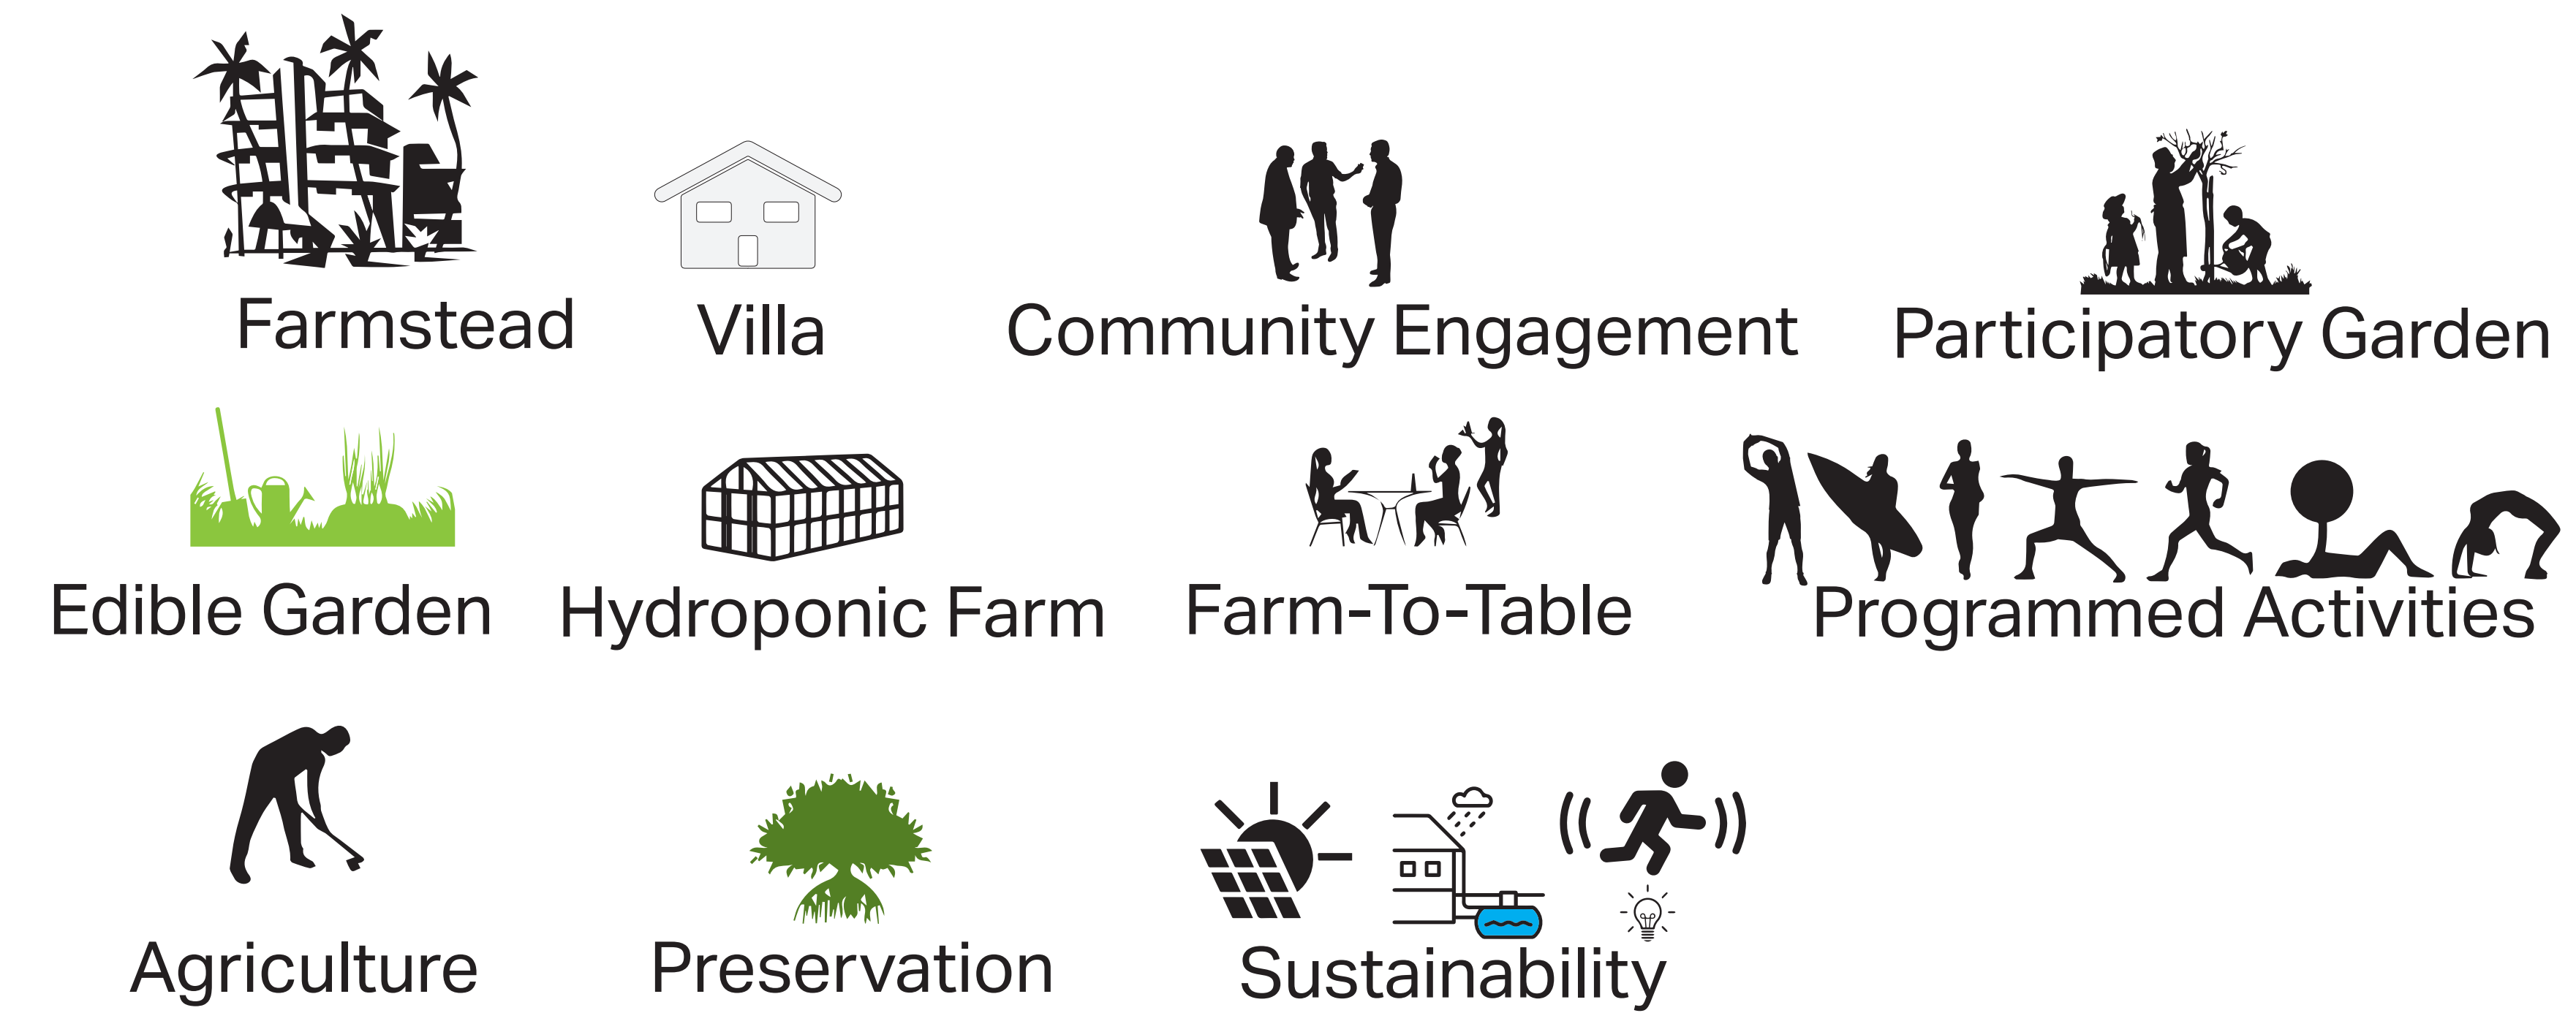 Farmstead
Villa
Community Engagement
Participatory Garden
Edible Garden
Hydroponic Farm
Farm-To-Table
Programmed Activities
Agriculture
Preservation
Sustainability